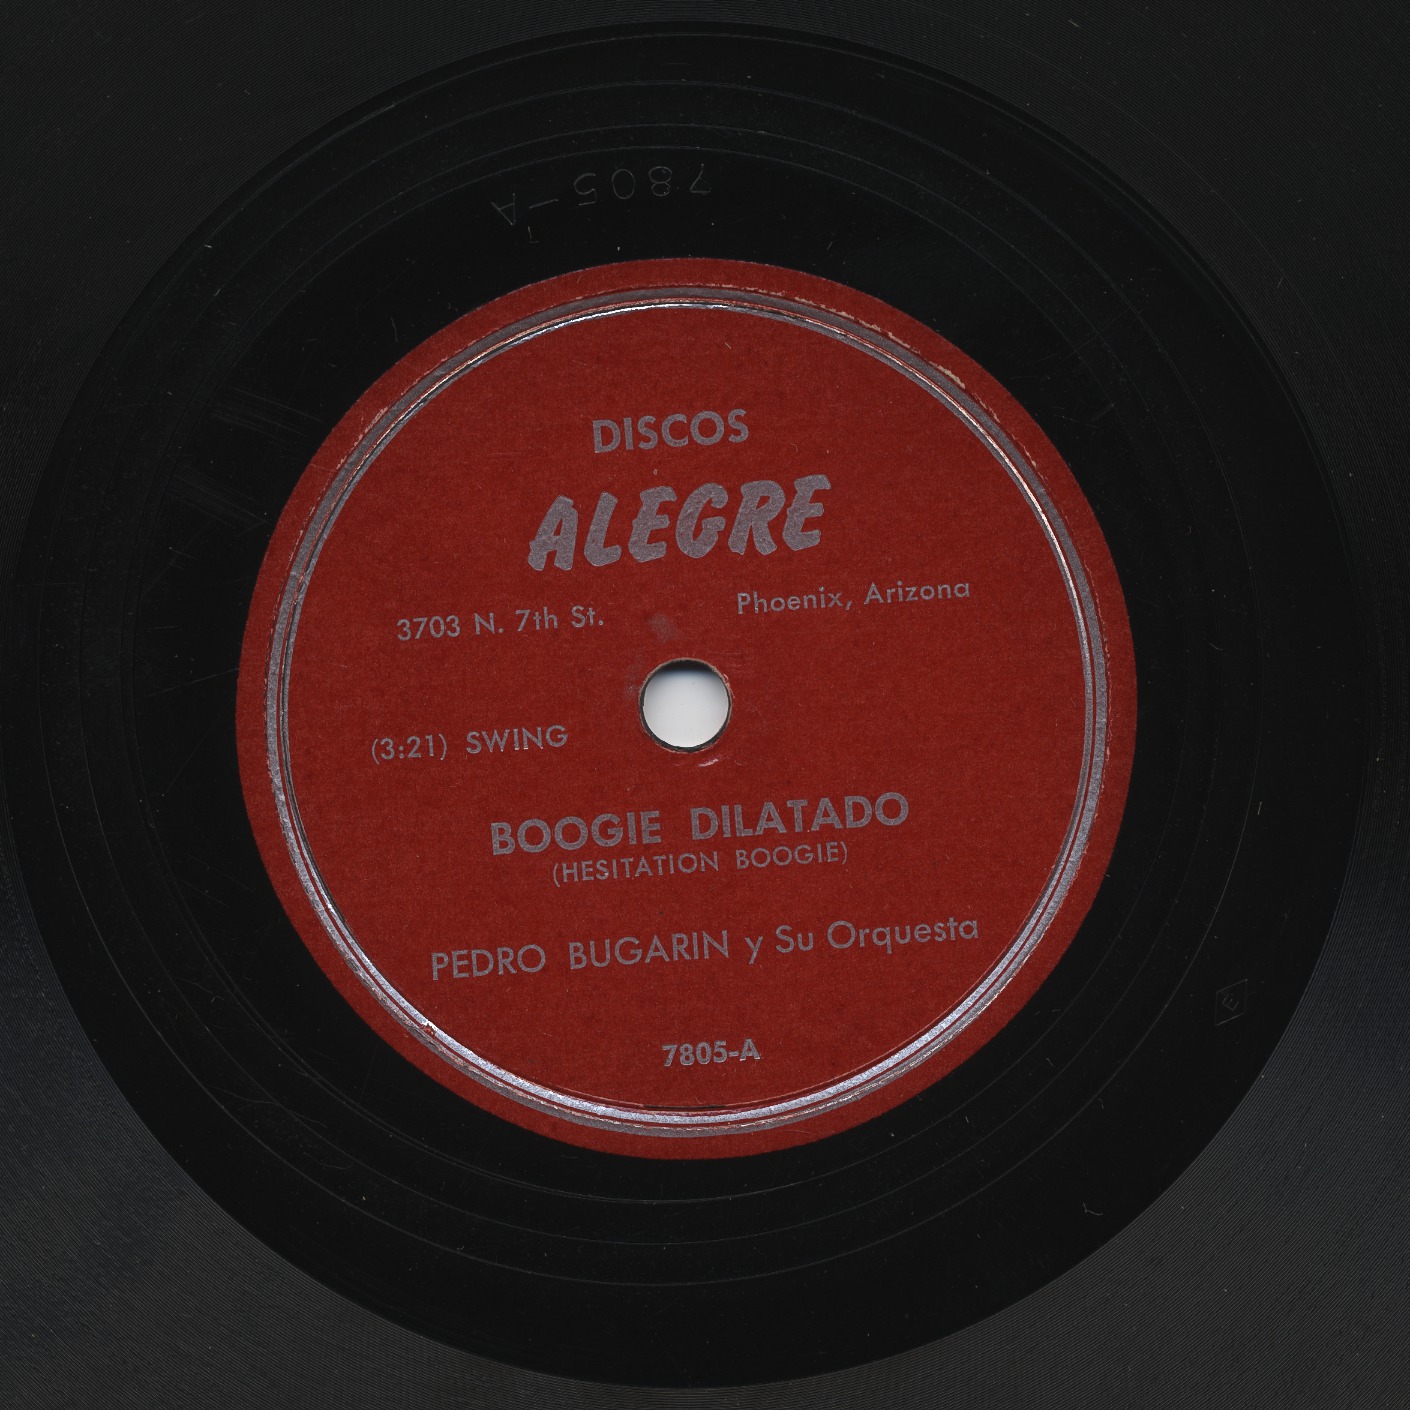 7805-A
DISCOS
ALEGRE
3703 N. 7th St. Phoenix, Arizona
(3:21) SWING
BOOGIE DILATADO
(HESITATION BOOGIE)
PEDRO BUGARIN y Su Orquesta
7805-A
E